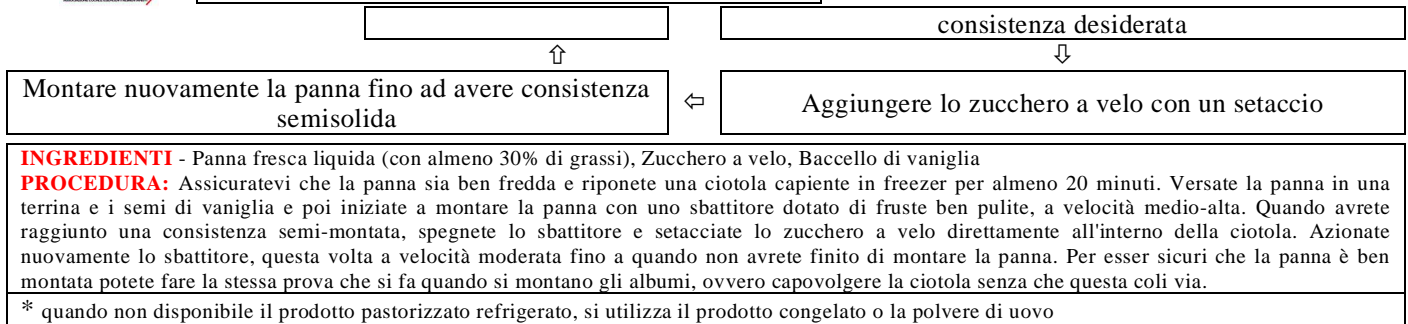 consistenza desiderata
⇧ ⇩
Montare nuovamente la panna fino ad avere consistenza
semisolida
⇦
Aggiungere lo zucchero a velo con un setaccio
INGREDIENTI - Panna fresca liquida (con almeno 30% di grassi), Zucchero a velo, Baccello di vaniglia
PROCEDURA: Assicuratevi che la panna sia ben fredda e riponete una ciotola capiente in freezer per almeno 20 minuti. Versate la panna in una
terrina e i semi di vaniglia e poi iniziate a montare la panna con uno sbattitore dotato di fruste ben pulite, a velocità medio-alta. Quando avrete
raggiunto una consistenza semi-montata, spegnete lo sbattitore e setacciate lo zucchero a velo direttamente all'interno della ciotola. Azionate
nuovamente lo sbattitore, questa volta a velocità moderata fino a quando non avrete finito di montare la panna. Per esser sicuri che la panna è ben
montata potete fare la stessa prova che si fa quando si montano gli albumi, ovvero capovolgere la ciotola senza che questa coli via.
* quando non disponibile il prodotto pastorizzato refrigerato, si utilizza il prodotto congelato o la polvere di uovo